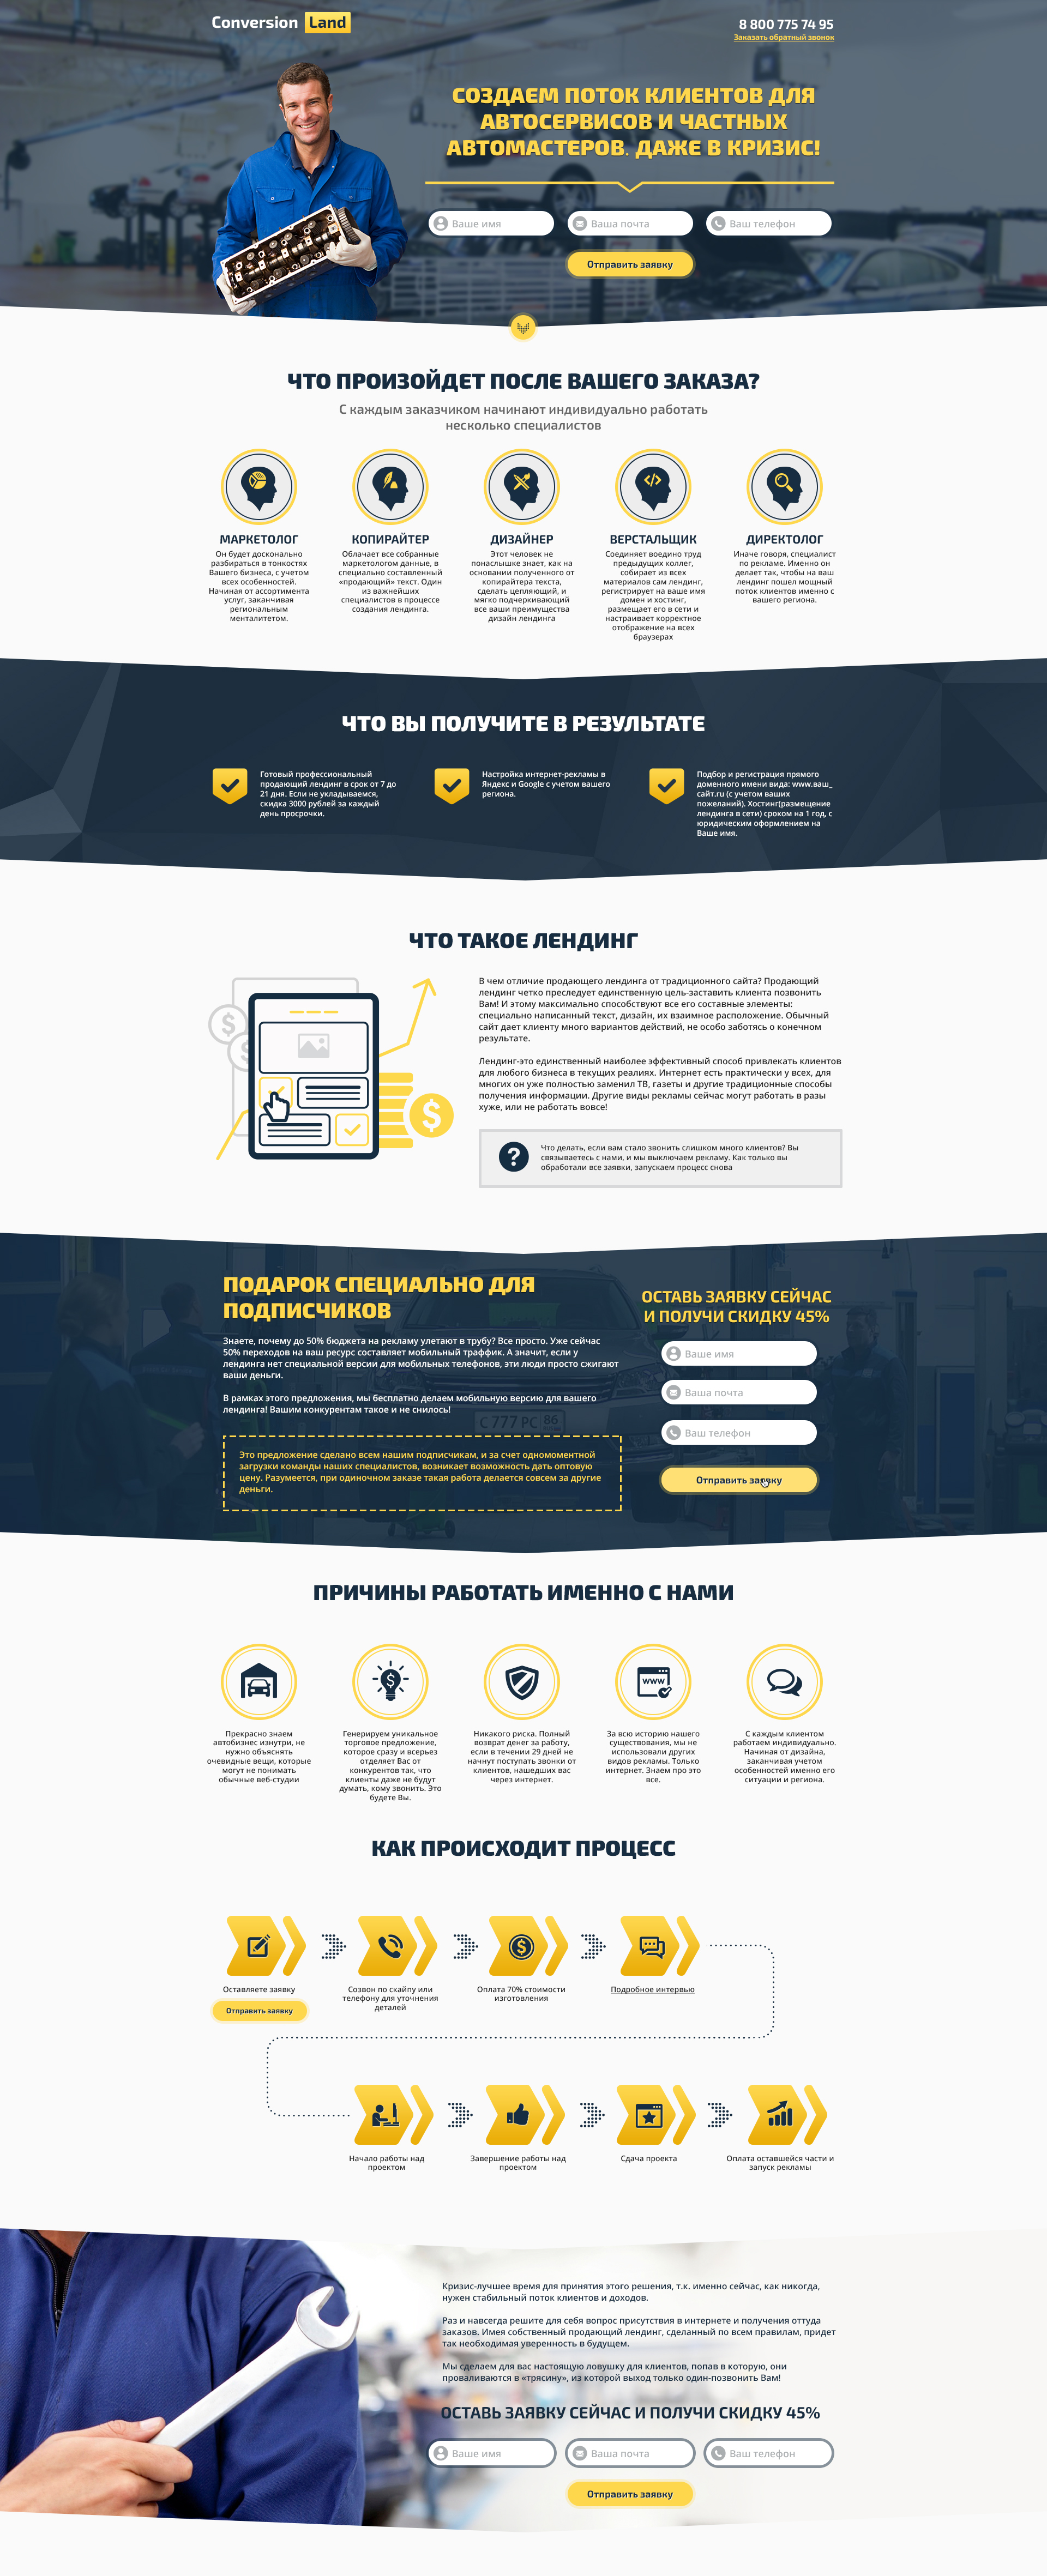 Conversion Land
8 800 775 74 95
Заказать обратный звонок
СОЗДАЕМ ПОТОК КЛИЕНТОВ ДЛЯ
АВТОСЕРВИСОВ И ЧАСТНЫХ
АВТОМАСТЕРОВ. ДАЖЕ В КРИЗИС!
Ваше имя
Ваша почта
Ваш телефон
Отправить заявку
ЧТО ПРОИЗОЙДЕТ ПОСЛЕ ВАШЕГО ЗАКАЗА?
С каждым заказчиком начинают индивидуально работать
несколько специалистов
МАРКЕТОЛОГ
Он будет досконально
разбираться в тонкостях
Вашего бизнеса, с учетом
всех особенностей.
Начиная от ассортимента
услуг, заканчивая
региональным
менталитетом.
КОПИРАЙТЕР
Облачает все собранные
маркетологом данные, в
специально составленный
«продающий» текст. Один
из важнейших
специалистов в процессе
создания лендинга.
ДИЗАЙНЕР
Этот человек не
понаслышке знает, как на
основании полученного от
копирайтера текста,
сделать цепляющий, и
мягко подчеркивающий
все ваши преимущества
дизайн лендинга
ВЕРСТАЛЬЩИК
Соединяет воедино труд
предыдущих коллег,
собирает из всех
материалов сам лендинг,
регистрирует на ваше имя
домен и хостинг,
размещает его в сети и
настраивает корректное
отображение на всех
браузерах
ДИРЕКТОЛОГ
Иначе говоря, специалист
по рекламе. Именно он
делает так, чтобы на ваш
лендинг пошел мощный
поток клиентов именно с
вашего региона.
ЧТО ВЫ ПОЛУЧИТЕ В РЕЗУЛЬТАТЕ
Готовый профессиональный
продающий лендинг в срок от 7 до
21 дня. Если не укладываемся,
скидка 3000 рублей за каждый
день просрочки.
Настройка интернет-рекламы в
Яндекс и Google с учетом вашего
региона.
Подбор и регистрация прямого
доменного имени вида: www.ваш_
сайт.ru (с учетом ваших
пожеланий). Хостинг(размещение
лендинга в сети) сроком на 1 год, с
юридическим оформлением на
Ваше имя.
ЧТО ТАКОЕ ЛЕНДИНГ
В чем отличие продающего лендинга от традиционного сайта? Продающий
лендинг четко преследует единственную цель-заставить клиента позвонить
Вам! И этому максимально способствуют все его составные элементы:
специально написанный текст, дизайн, их взаимное расположение. Обычный
сайт дает клиенту много вариантов действий, не особо заботясь о конечном
результате.
Лендинг-это единственный наиболее эффективный способ привлекать клиентов
для любого бизнеса в текущих реалиях. Интернет есть практически у всех, для
многих он уже полностью заменил ТВ, газеты и другие традиционные способы
получения информации. Другие виды рекламы сейчас могут работать в разы
хуже, или не работать вовсе!
Что делать, если вам стало звонить слишком много клиентов? Вы
связываетесь с нами, и мы выключаем рекламу. Как только вы
обработали все заявки, запускаем процесс снова
ПОДАРОК СПЕЦИАЛЬНО ДЛЯ
ПОДПИСЧИКОВ
Знаете, почему до 50% бюджета на рекламу улетают в трубу? Все просто. Уже сейчас
50% переходов на ваш ресурс составляет мобильный траффик. А значит, если у
лендинга нет специальной версии для мобильных телефонов, эти люди просто сжигают
ваши деньги.
В рамках этого предложения, мы бесплатно делаем мобильную версию для вашего
лендинга! Вашим конкурентам такое и не снилось!
С777РС 86
Это предложение сделано всем нашим подписчикам, и за счет одномоментной
загрузки команды наших специалистов, возникает возможность дать оптовую
цену. Разумеется, при одиночном заказе такая работа делается совсем за другие
деньги.
ОСТАВЬ ЗАЯВКУ СЕЙЧАС
И ПОЛУЧИ СКИДКУ 45%
Ваше имя
Ваша почта
Ваш телефон
Отправить заявку
ПРИЧИНЫ РАБОТАТЬ ИМЕННО С НАМИ
Прекрасно знаем
автобизнес изнутри, не
нужно объяснять
очевидные вещи, которые
могут не понимать
обычные веб-студии
Генерируем уникальное
торговое предложение,
которое сразу и всерьез
отделяет Вас от
конкурентов так, что
клиенты даже не будут
думать, кому звонить. Это
будете Вы.
Никакого риска. Полный
возврат денег за работу,
если в течении 29 дней не
начнут поступать звонки от
клиентов, нашедших вас
через интернет.
www
За всю историю нашего
существования, мы не
использовали других
видов рекламы. Только
интернет. Знаем про это
все.
С каждым клиентом
работаем индивидуально.
Начиная от дизайна,
заканчивая учетом
особенностей именно его
ситуации и региона.
КАК ПРОИСХОДИТ ПРОЦЕСС
Оставляете заявку
Отправить заявку
Созвон по скайпу или
телефону для уточнения
деталей
Оплата 70% стоимости
изготовления
Подробное интервью
Начало работы над
проектом
Завершение работы над
проектом
Сдача проекта
Оплата оставшейся части и
запуск рекламы
Кризис-лучшее время для принятия этого решения, т.к. именно сейчас, как никогда,
нужен стабильный поток клиентов и доходов.
Раз и навсегда решите для себя вопрос присутствия в интернете и получения оттуда
заказов. Имея собственный продающий лендинг, сделанный по всем правилам, придет
так необходимая уверенность в будущем.
Мы сделаем для вас настоящую ловушку для клиентов, попав в которую, они
проваливаются в «трясину», из которой выход только один-позвонить Вам!
ОСТАВЬ ЗАЯВКУ СЕЙЧАС И ПОЛУЧИ СКИДКУ 45%
Ваше имя
Ваша почта
Ваш телефон
Отправить заявку